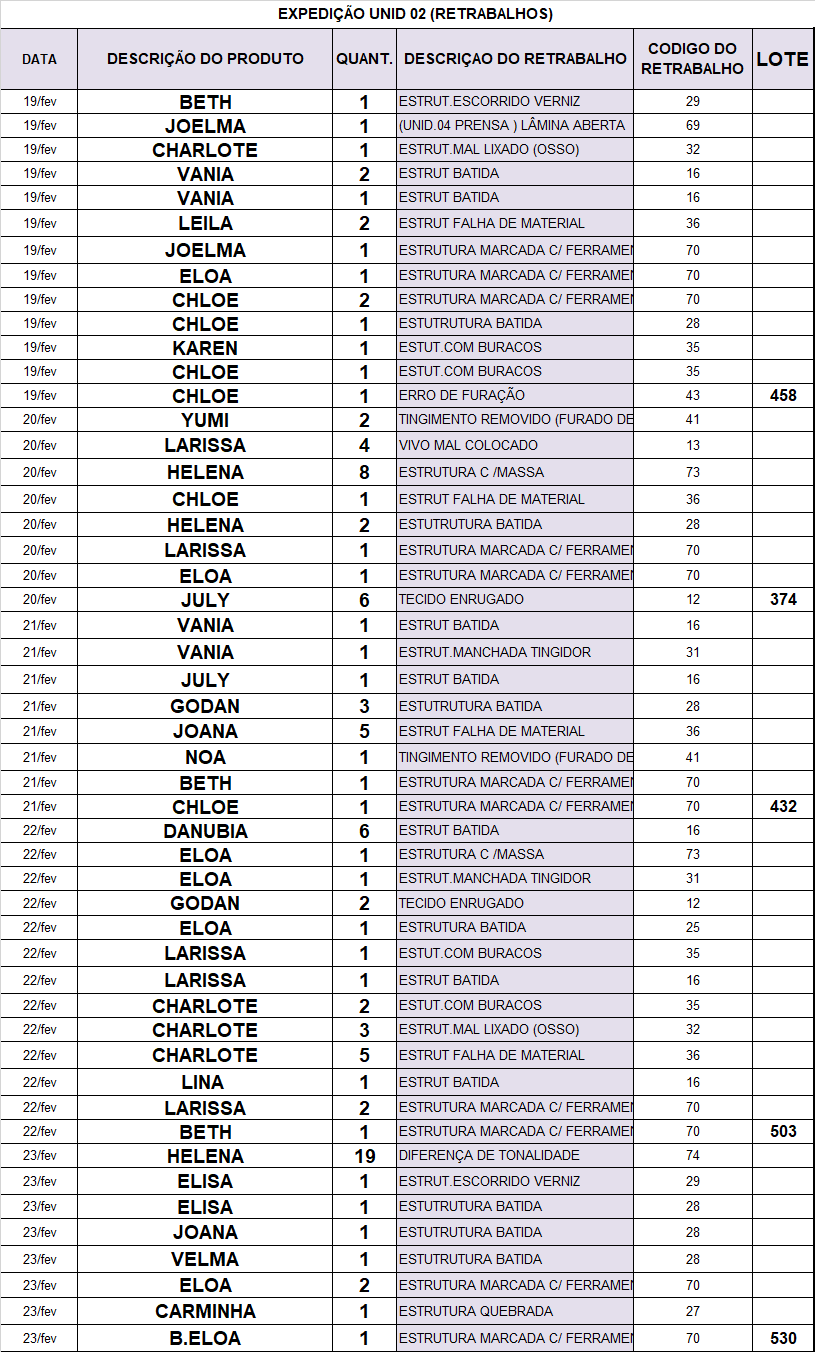 EXPEDIÇÃO UNID 02 (RETRABALHOS)
DATA DESCRIÇÃO DO PRODUTO QUANT. DESCRIÇAO DO RETRABALHO CODIGO DO RETRABALHO LOTE
19/fev BETH 1 ESTRUT.ESCORRIDO VERNIZ 29
19/fev JOELMA 1 (UNID.04 PRENSA ) LÂMINA ABERTA 69
19/fev CHARLOTE 1 ESTRUT.MAL LIXADO (OSSO) 32
19/fev VANIA 2 ESTRUT BATIDA 16
19/fev VANIA 1 ESTRUT BATIDA 16
19/fev LEILA 2 ESTRUT FALHA DE MATERIAL 36
19/fev JOELMA 1 ESTRUTURA MARCADA C/ FERRAMEN 70
19/fev ELOA 1 ESTRUTURA MARCADA C/ FERRAMEN 70
19/fev CHLOE 2 ESTRUTURA MARCADA C/ FERRAMEN 70
19/fev CHLOE 1 ESTUTRUTURA BATIDA 28
19/fev KAREN 1 ESTUT.COM BURACOS 35
19/fev CHLOE 1 ESTUT.COM BURACOS 35
19/fev CHLOE 1 ERRO DE FURAÇÃO 43 458
20/fev YUMI 2 TINGIMENTO REMOVIDO (FURADO DE 41
20/fev LARISSA 4 VIVO MAL COLOCADO 13
20/fev HELENA 8 ESTRUTURA C /MASSA 73
20/fev CHLOE 1 ESTRUT FALHA DE MATERIAL 36
20/fev HELENA 2 ESTUTRUTURA BATIDA 28
20/fev LARISSA 1 ESTRUTURA MARCADA C/ FERRAMEN 70
20/fev ELOA 1 ESTRUTURA MARCADA C/ FERRAMEN 70
20/fev JULY 6 TECIDO ENRUGADO 12 374
21/fev VANIA 1 ESTRUT BATIDA 16
21/fev VANIA 1 ESTRUT.MANCHADA TINGIDOR 31
21/fev JULY 1 ESTRUT BATIDA 16
21/fev GODAN 3 ESTUTRUTURA BATIDA 28
21/fev JOANA 5 ESTRUT FALHA DE MATERIAL 36
21/fev NOA 1 TINGIMENTO REMOVIDO (FURADO DE 41
21/fev BETH 1 ESTRUTURA MARCADA C/ FERRAMEN 70
21/fev CHLOE 1 ESTRUTURA MARCADA C/ FERRAMEN 70 432
22/fev DANUBIA 6 ESTRUT BATIDA 16
22/fev ELOA 1 ESTRUTURA C /MASSA 73
22/fev ELOA 1 ESTRUT.MANCHADA TINGIDOR 31
22/fev GODAN 2 TECIDO ENRUGADO 12
22/fev ELOA 1 ESTRUTURA BATIDA 25
22/fev LARISSA 1 ESTUT.COM BURACOS 35
22/fev LARISSA 1 ESTRUT BATIDA 16
22/fev CHARLOTE 2 ESTUT.COM BURACOS 35
22/fev CHARLOTE 3 ESTRUT.MAL LIXADO (OSSO) 32
22/fev CHARLOTE 5 ESTRUT FALHA DE MATERIAL 36
22/fev LINA 1 ESTRUT BATIDA 16
22/fev LARISSA 2 ESTRUTURA MARCADA C/ FERRAMEN 70
22/fev BETH 1 ESTRUTURA MARCADA C/ FERRAMEN 70 503
23/fev HELENA 19 DIFERENÇA DE TONALIDADE 74
23/fev ELISA 1 ESTRUT.ESCORRIDO VERNIZ 29
23/fev ELISA 1 ESTUTRUTURA BATIDA 28
23/fev JOANA 1 ESTUTRUTURA BATIDA 28
23/fev VELMA 1 ESTUTRUTURA BATIDA 28
23/fev ELOA 2 ESTRUTURA MARCADA C/ FERRAMEN 70
23/fev CARMINHA 1 ESTRUTURA QUEBRADA 27
23/fev B.ELOA 1 ESTRUTURA MARCADA C/ FERRAMEN 70 530